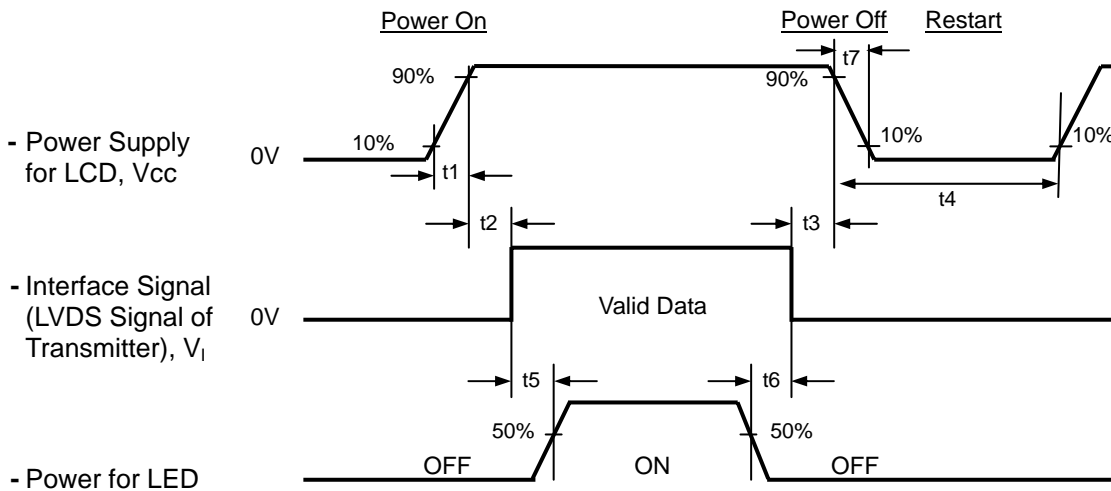 Power On
Power Off
Restart
t7
90%
90%
- Power Supply
for LCD, Vcc
0V
10%
10%
10%
t1
t4
t2
t3
- Interface Signal
(LVDS Signal of
Transmitter), VI
0V
Valid Data
t5
t6
50%
50%
- Power for LED
OFF
ON
OFF